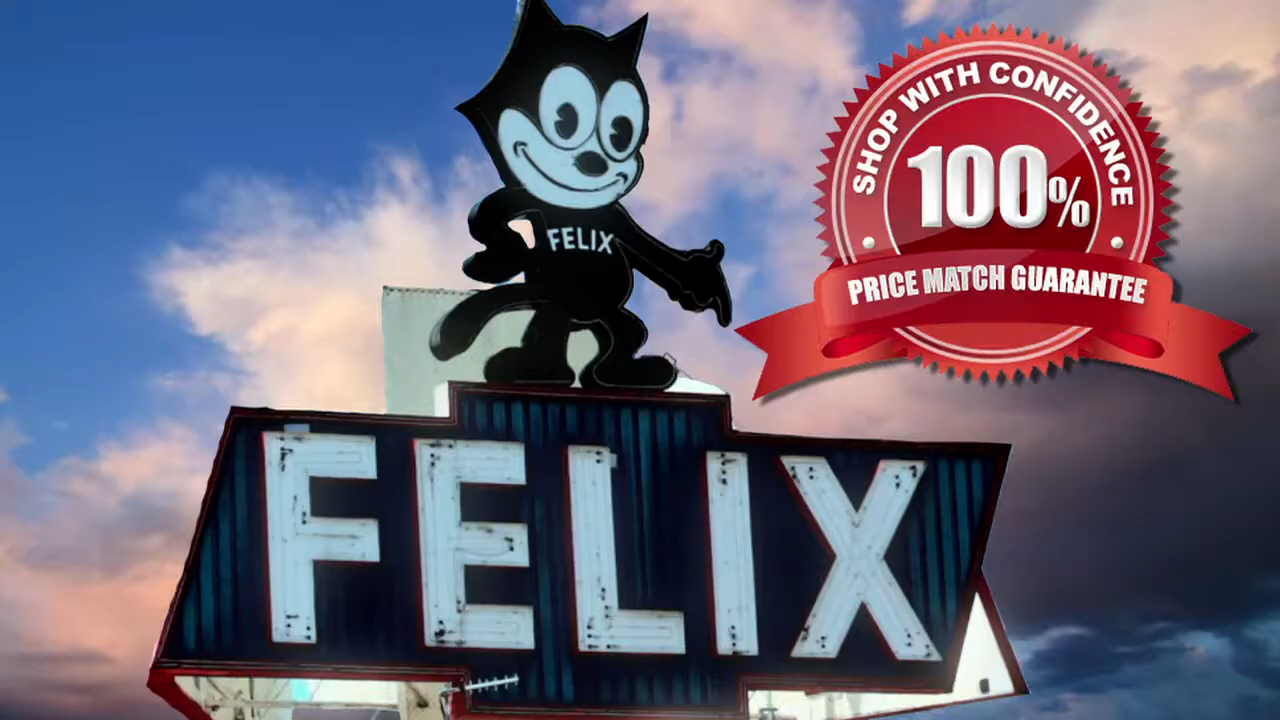 SHOP WITH CONFIDENCE
100%
PRICE MATCH GUARANTEE
FELIX
FELIX